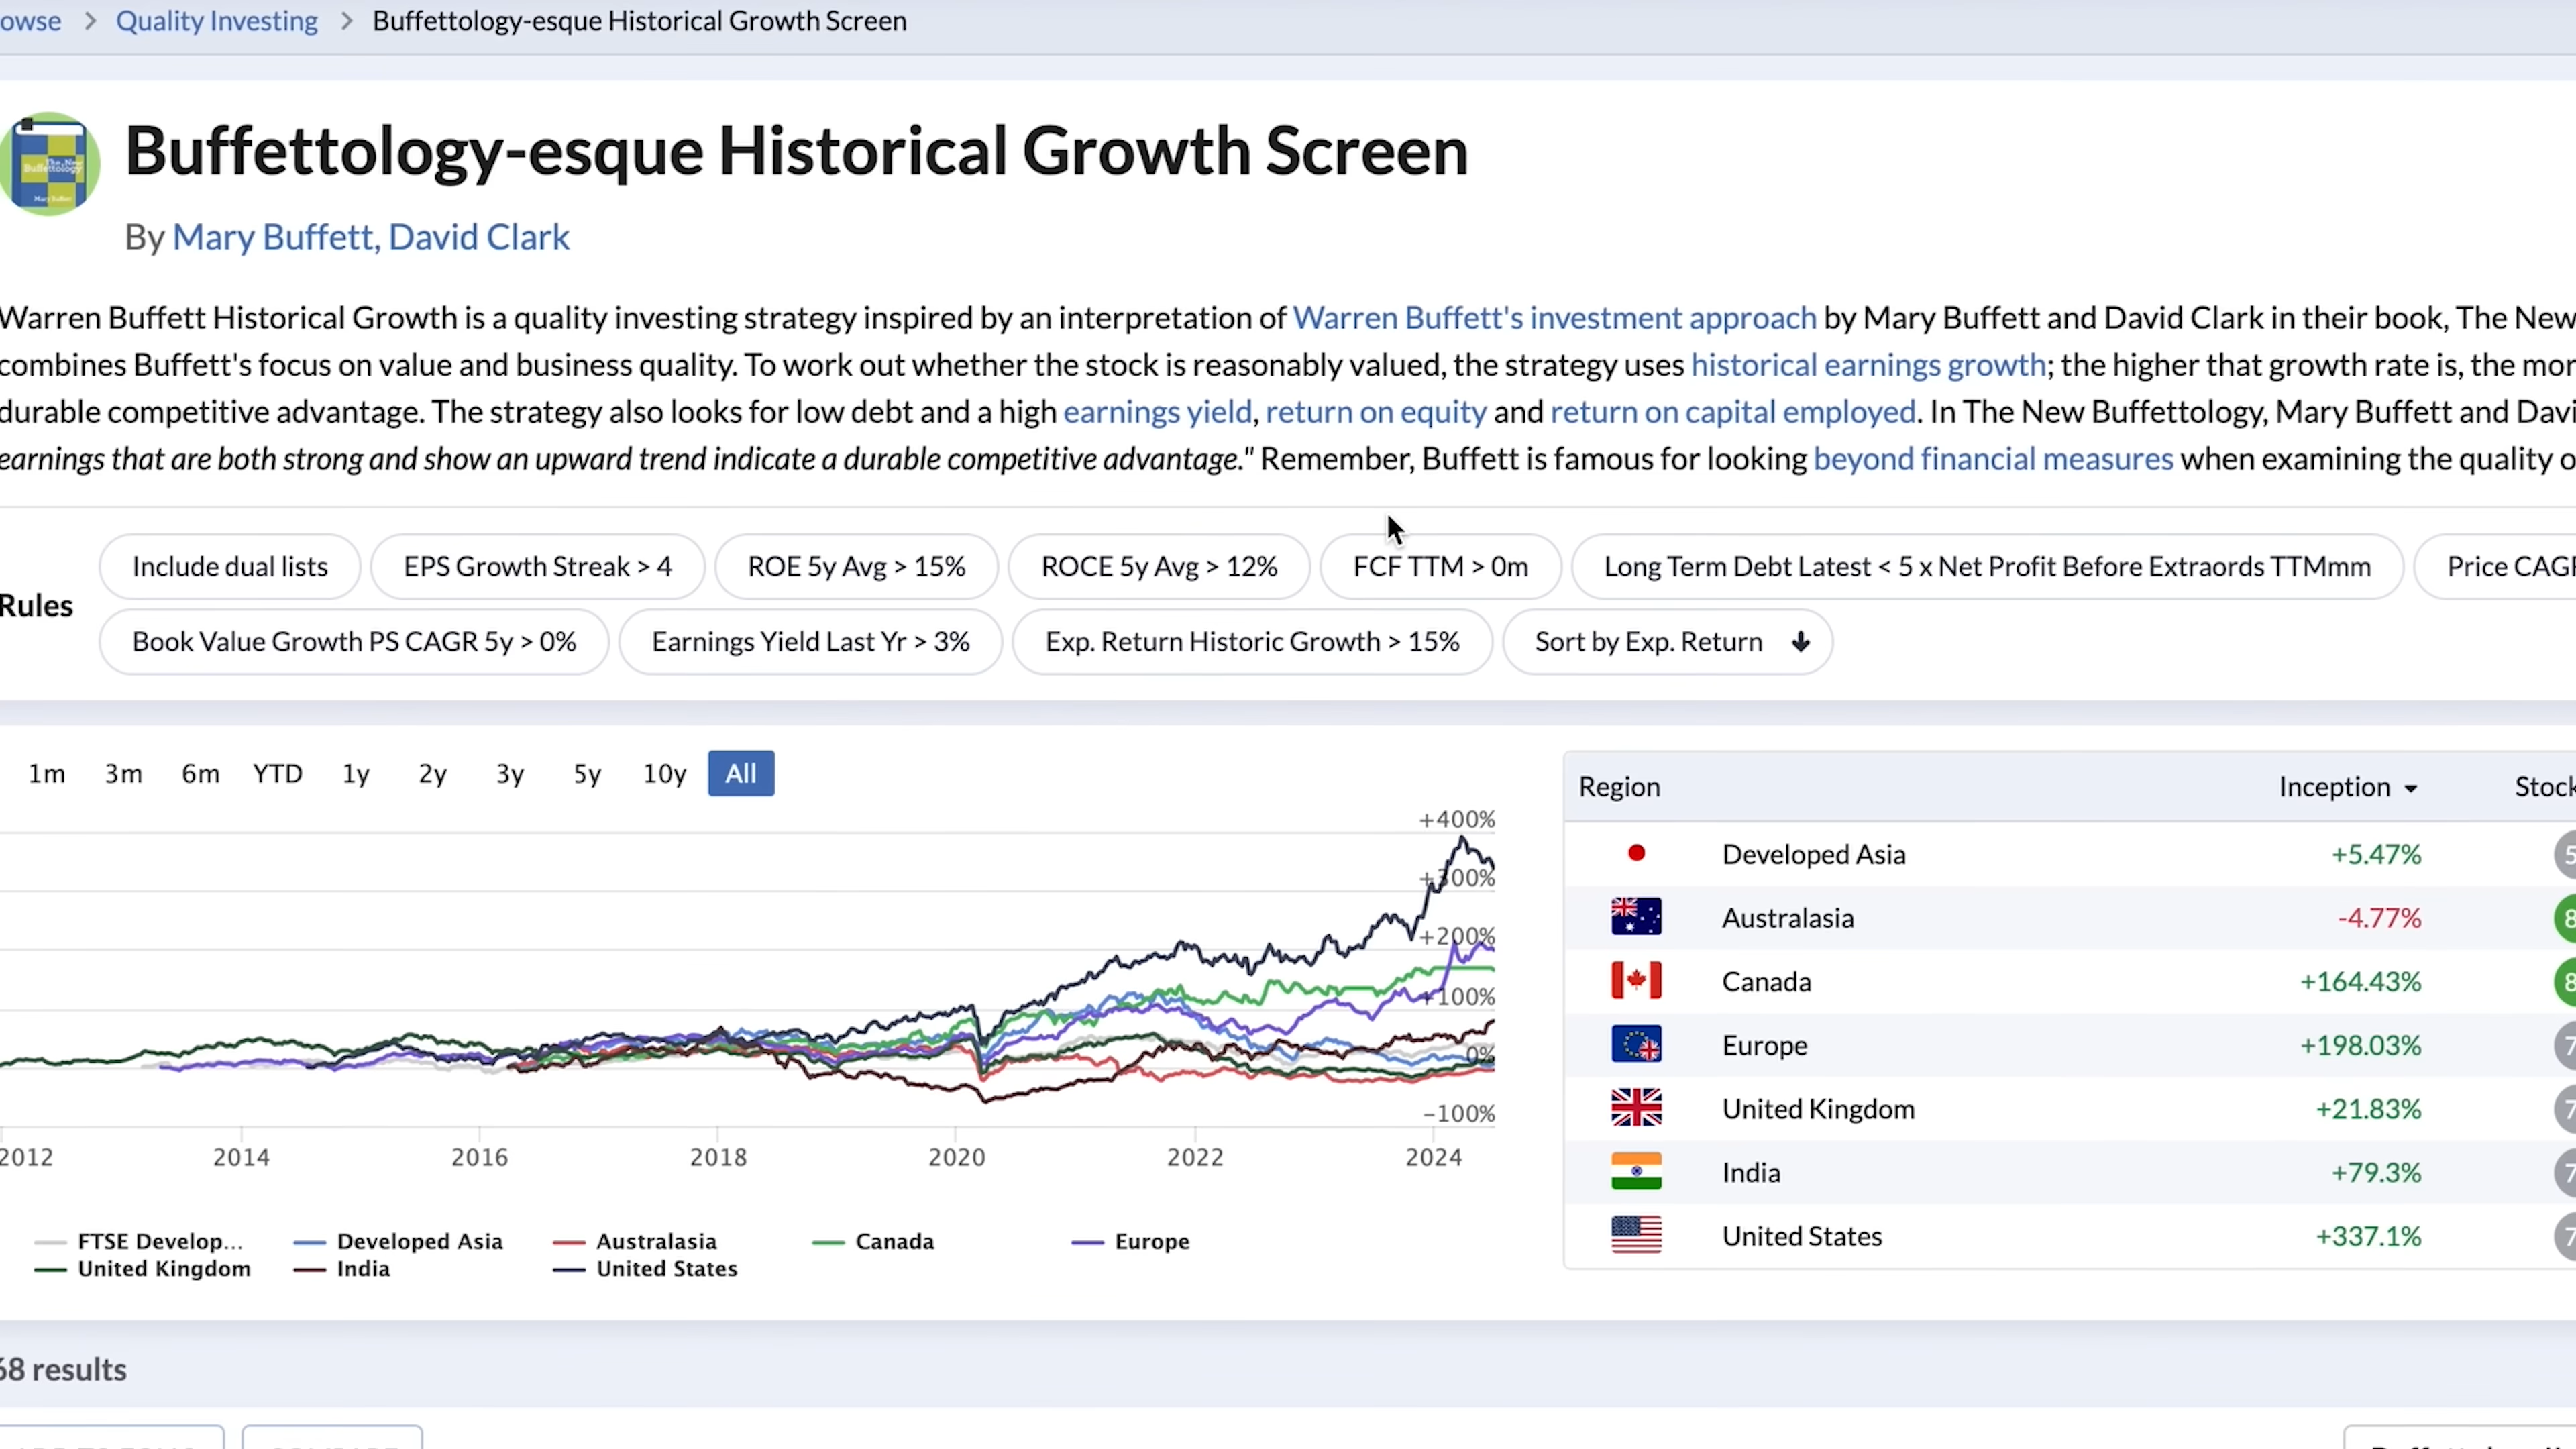 Quality Investing > Buffettology-esque Historical Growth Screen
The New
Buffettology
Mary Buffett
Buffettology-esque Historical Growth Screen
By Mary Buffett, David Clark
Warren Buffett Historical Growth is a quality investing strategy inspired by an interpretation of Warren Buffett's investment approach by Mary Buffett and David Clark in their book, The New
combines Buffett's focus on value and business quality. To work out whether the stock is reasonably valued, the strategy uses historical earnings growth; the higher that growth rate is, the mor
durable competitive advantage. The strategy also looks for low debt and a high earnings yield, return on equity and return on capital employed. In The New Buffettology, Mary Buffett and Davi
earnings that are both strong and show an upward trend indicate a durable competitive advantage." Remember, Buffett is famous for looking beyond financial measures when examining the quality o
Rules
Include dual lists EPS Growth Streak > 4 ROE 5y Avg > 15% ROCE 5y Avg > 12% FCF TTM > 0m Long Term Debt Latest < 5 x Net Profit Before Extraords TTMmm Price CAG
Book Value Growth PS CAGR 5y > 0% Earnings Yield Last Yr > 3% Exp. Return Historic Growth > 15% Sort by Exp. Return
1m 3m 6m YTD 1y 2y 3y 5y 10y All
+400%
+300%
+200%
+100%
0%
-100%
2012 2014 2016 2018 2020 2022 2024
FTSE Develop... Developed Asia Australasia Canada Europe
United Kingdom India United States
Region Inception Stock
Developed Asia +5.47% 5
Australasia -4.77% 8
Canada +164.43% 8
Europe +198.03% 7
United Kingdom +21.83% 7
India +79.3% 7
United States +337.1% 7
68 results